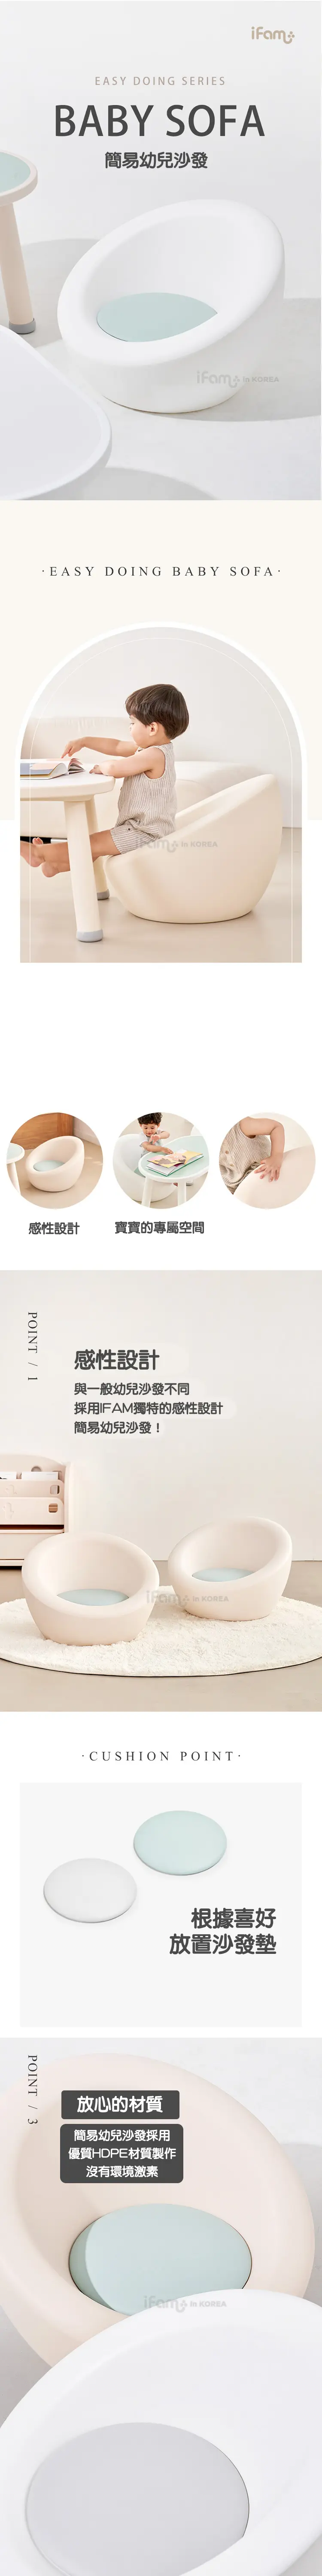 iFam
EASY DOING SERIES
BABY SOFA
簡易幼兒沙發
iFam in KOREA
·EASY DOING BABY SOFA·
iFam in KOREA
感性設計
寶寶的專屬空間
POINT / 1
感性設計
與一般幼兒沙發不同
採用IFAM獨特的感性設計
簡易幼兒沙發！
iFam in KOREA
·CUSHION POINT·
根據喜好
放置沙發墊
POINT / 3
放心的材質
簡易幼兒沙發採用
優質HDPE材質製作
沒有環境激素
iFam in KOREA